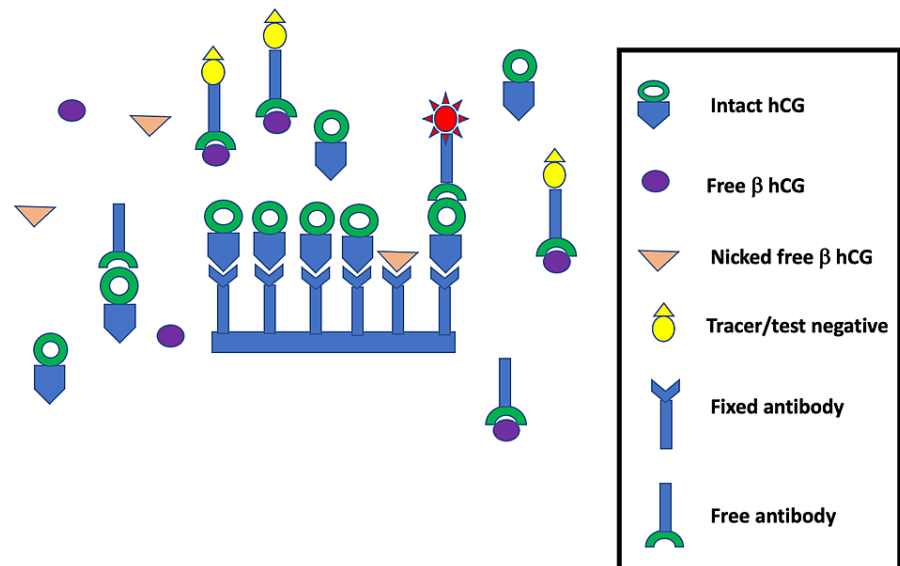 Intact hCG
Free β hCG
Nicked free β hCG
Tracer/test negative
Fixed antibody
Free antibody